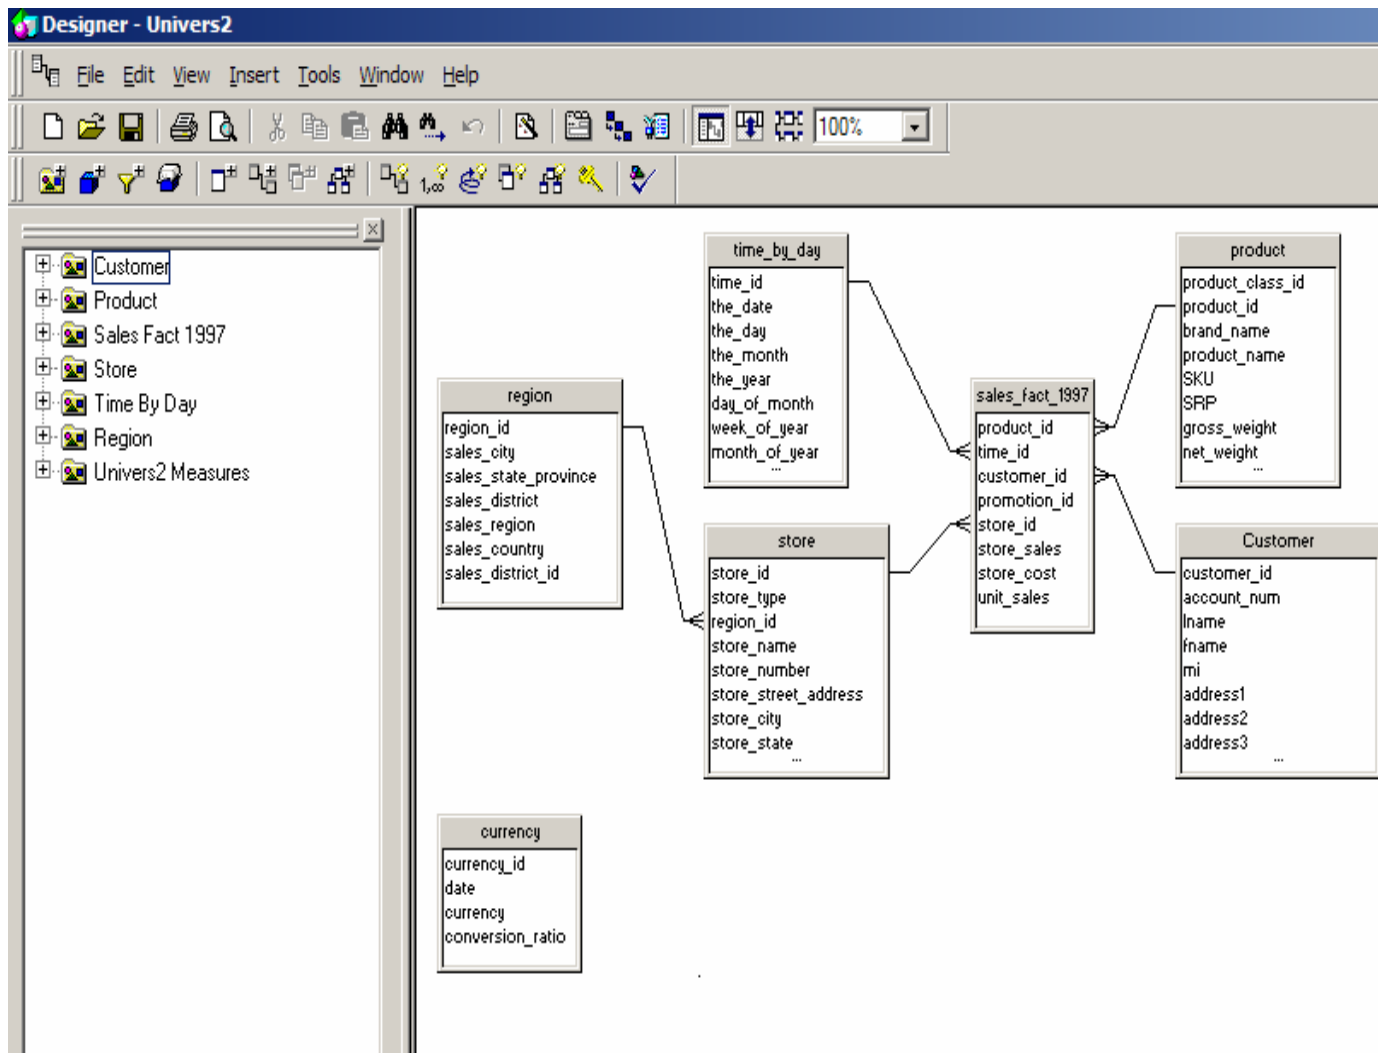 Designer - Univers2
File Edit View Insert Tools Window Help
100%
1,∞
Customer
Product
Sales Fact 1997
Store
Time By Day
Region
Univers2 Measures
time_by_day
time_id
the_date
the_day
the_month
the_year
day_of_month
week_of_year
month_of_year
...
product
product_class_id
product_id
brand_name
product_name
SKU
SRP
gross_weight
net_weight
...
region
region_id
sales_city
sales_state_province
sales_district
sales_region
sales_country
sales_district_id
sales_fact_1997
product_id
time_id
customer_id
promotion_id
store_id
store_sales
store_cost
unit_sales
store
store_id
store_type
region_id
store_name
store_number
store_street_address
store_city
store_state
...
Customer
customer_id
account_num
lname
fname
mi
address1
address2
address3
...
currency
currency_id
date
currency
conversion_ratio